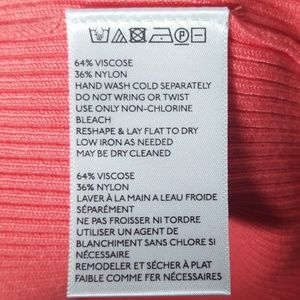 64% VISCOSE
36% NYLON
HAND WASH COLD SEPARATELY
DO NOT WRING OR TWIST
USE ONLY NON-CHLORINE
BLEACH
RESHAPE & LAY FLAT TO DRY
LOW IRON AS NEEDED
MAY BE DRY CLEANED
64% VISCOSE
36% NYLON
LAVER À LA MAIN A LEAU FROIDE
SÉPARÉMENT
NE PAS FROISSER NI TORDRE
UTILISER UN AGENT DE
BLANCHIMENT SANS CHLORE SI
NÉCESSAIRE
REMODELER ET SÉCHER À PLAT
FAIBLE COMME FER NÉCESSAIRES